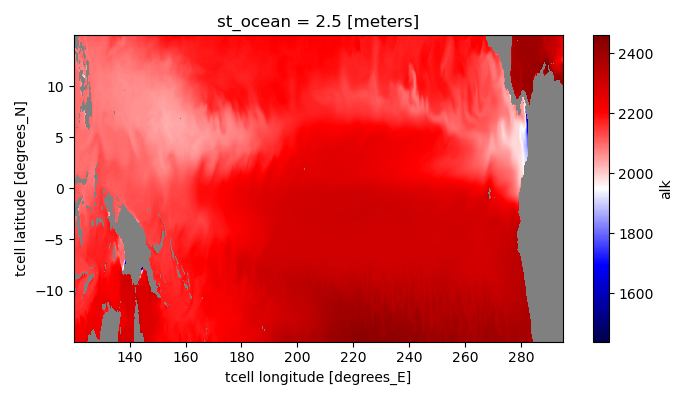 st_ocean = 2.5 [meters]
10
5
0
−5
−10
tcell latitude [degrees_N]
140 160 180 200 220 240 260 280
tcell longitude [degrees_E]
2400
2200
2000
1800
1600
alk